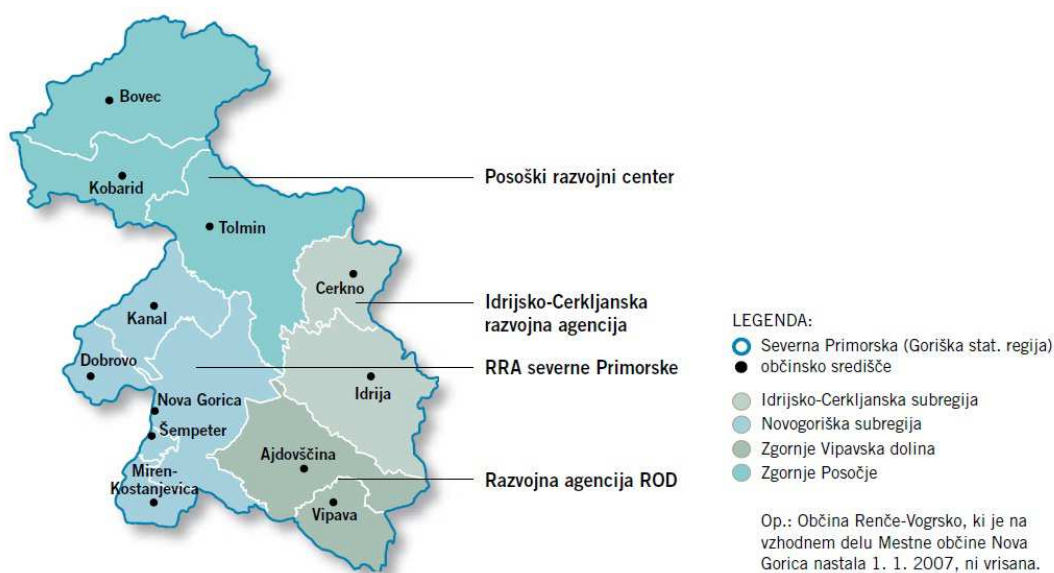 Bovec
Kobarid
Posoški razvojni center
Tolmin
Cerkno
Kanal
Idrijsko-Cerkljanska
razvojna agencija
Dobrovo
RRA severne Primorske
Idrija
Nova Gorica
Šempeter
Ajdovščina
Miren-
Kostanjevica
Razvojna agencija ROD
Vipava
LEGENDA:
Severna Primorska (Goriška stat. regija)
občinsko središče
Idrijsko-Cerkljanska subregija
Novogoriška subregija
Zgornje Vipavska dolina
Zgornje Posočje
Op.: Občina Renče-Vogrsko, ki je na
vzhodnem delu Mestne občine Nova
Gorica nastala 1. 1. 2007, ni vrisana.